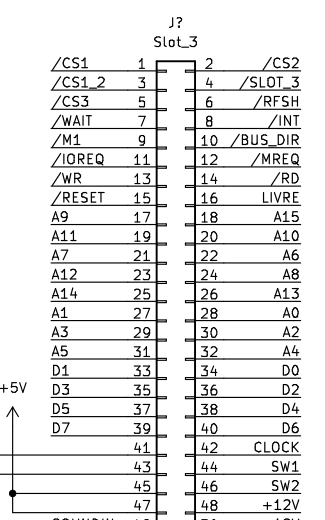 J?
Slot_3
/CS1 1 2 /CS2
/CS1_2 3 4 /SLOT_3
/CS3 5 6 /RFSH
/WAIT 7 8 /INT
/M1 9 10 /BUS_DIR
/IOREQ 11 12 /MREQ
/WR 13 14 /RD
/RESET 15 16 LIVRE
A9 17 18 A15
A11 19 20 A10
A7 21 22 A6
A12 23 24 A8
A14 25 26 A13
A1 27 28 A0
A3 29 30 A2
A5 31 32 A4
D1 33 34 D0
D3 35 36 D2
+5V
D5 37 38 D4
D7 39 40 D6
41 42 CLOCK
43 44 SW1
45 46 SW2
47 48 +12V